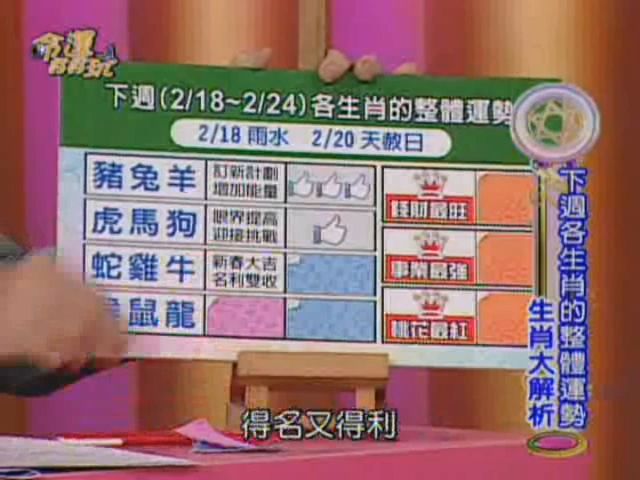 命運好好玩
下週(2/18~2/24)各生肖的整體運勢
2/18 雨水 2/20 天赦日
豬兔羊
訂新計劃
增加能量
虎馬狗
眼界提高
迎接挑戰
蛇雞牛
新春大吉
名利雙收
鼠龍
錢財最旺
事業最強
桃花最紅
下週各生肖的整體運勢
生肖大解析
得名又得利